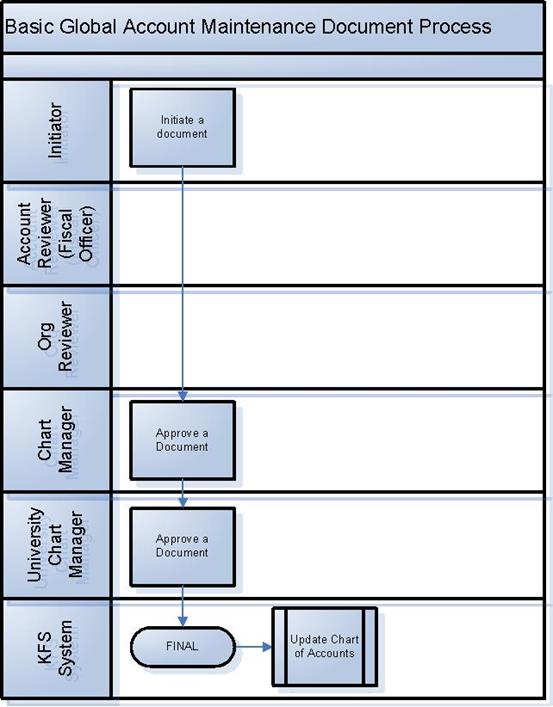 Basic Global Account Maintenance Document Process
Initiator
Initiate a
document
Account
Reviewer
(Fiscal
Officer)
Org
Reviewer
Chart
Manager
Approve a
Document
University
Chart
Manager
Approve a
Document
KFS
System
FINAL
Update Chart
of Accounts